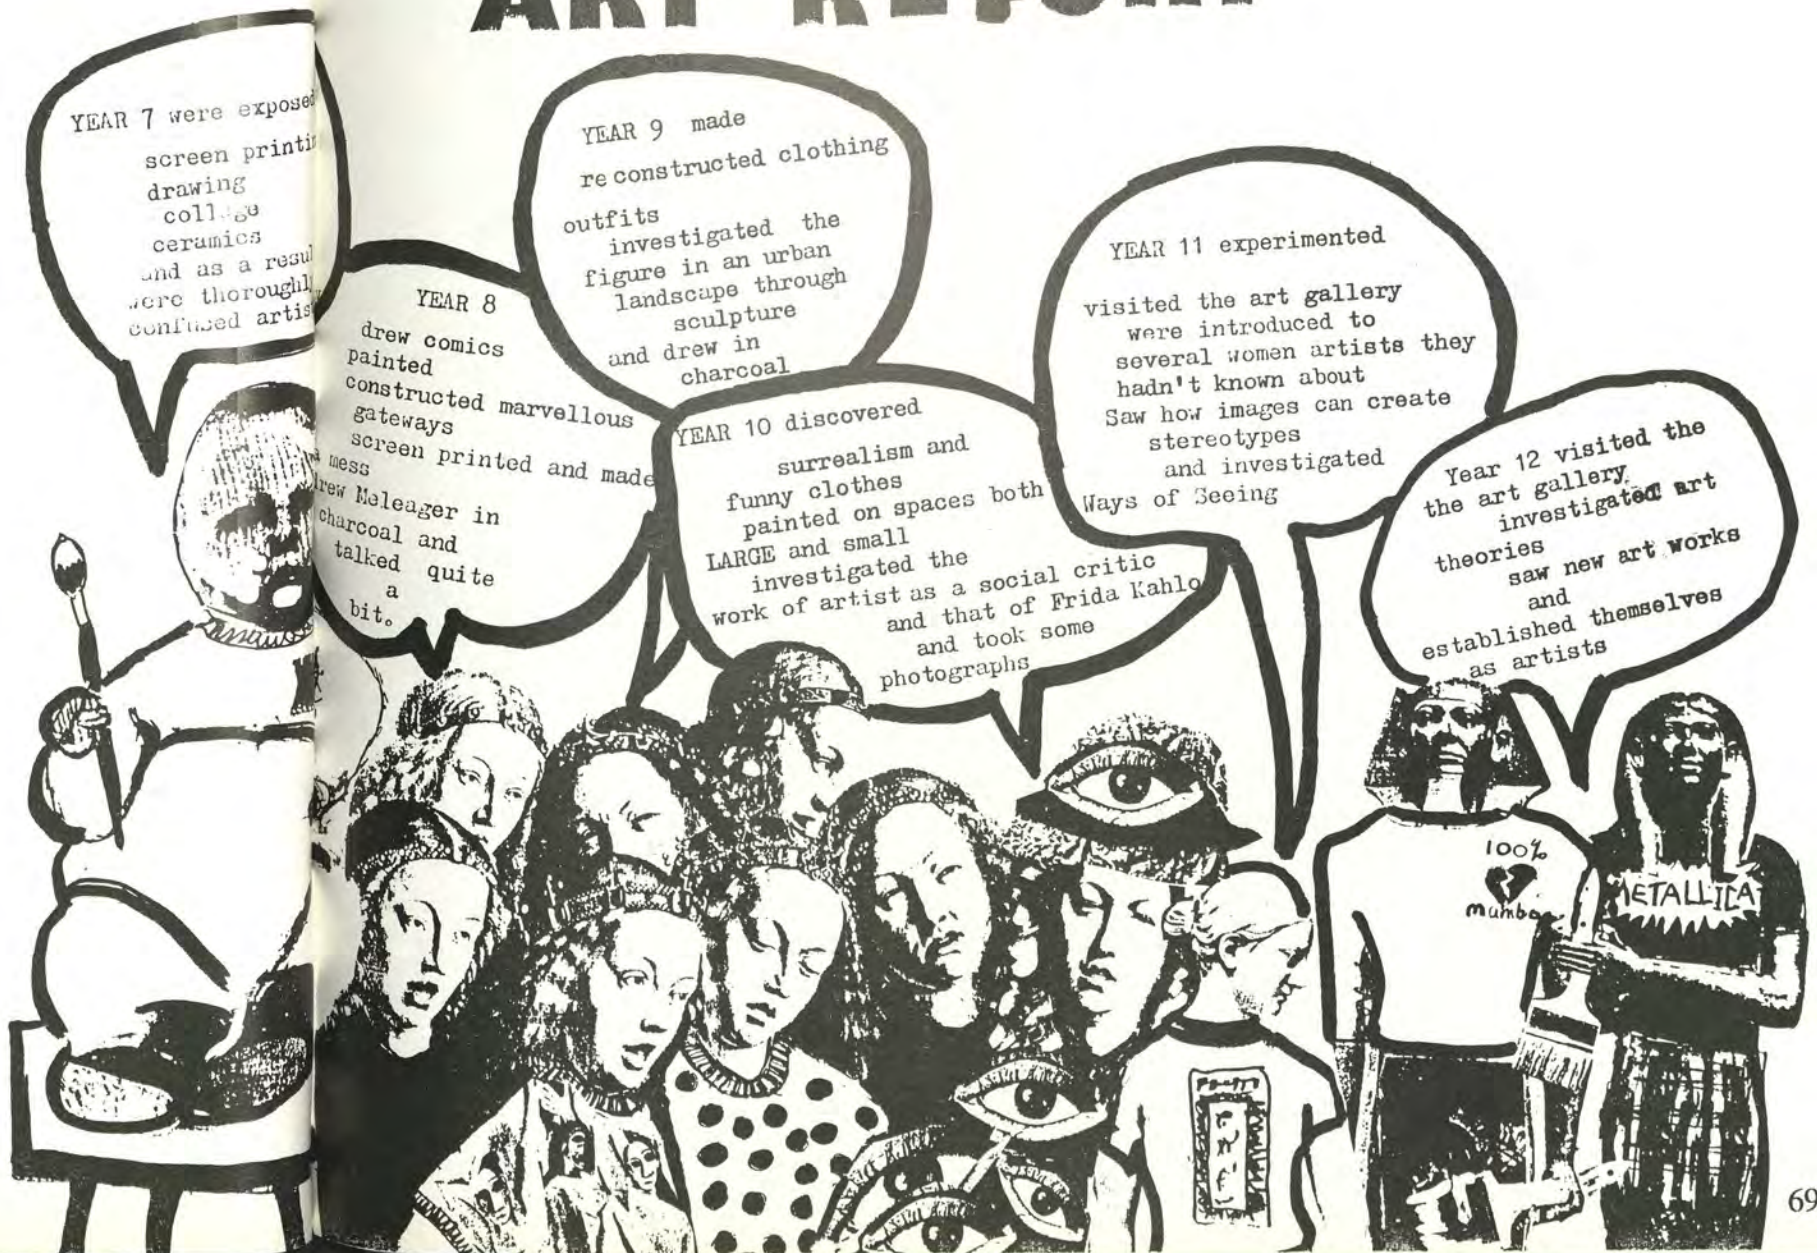 ART REPORT
YEAR 7 were exposed
screen printin
drawing
collage
ceramics
and as a resul
were thoroughly
confused artis
YEAR 8
drew comics
painted
constructed marvellous
gateways
screen printed and made
a mess
drew Meleager in
charcoal and
talked quite
a
bit.
YEAR 9 made
re constructed clothing
outfits
investigated the
figure in an urban
landscape through
sculpture
and drew in
charcoal
YEAR 10 discovered
surrealism and
funny clothes
painted on spaces both
LARGE and small
investigated the
work of artist as a social critic
and that of Frida Kahlo
and took some
photographs
YEAR 11 experimented
visited the art gallery
were introduced to
several women artists they
hadn't known about
Saw how images can create
stereotypes
and investigated
Ways of Seeing
Year 12 visited the
the art gallery
investigated art
theories
saw new art works
and
established themselves
as artists
100%
mambo
METALLICA
69